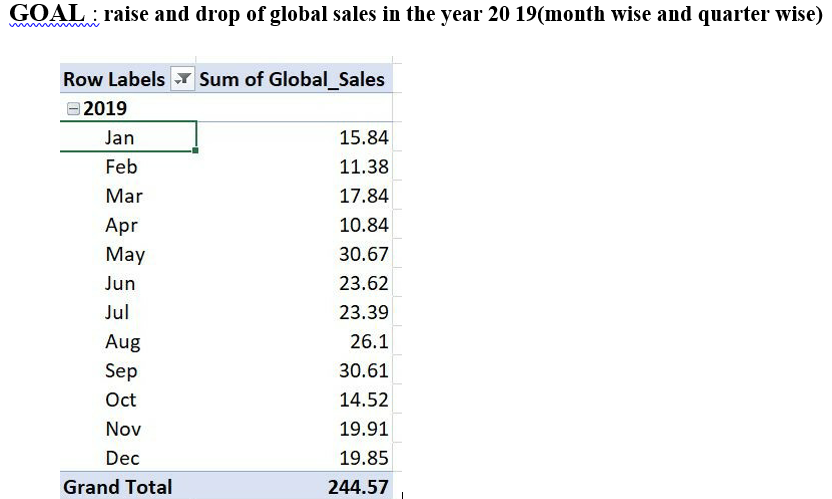 GOAL : raise and drop of global sales in the year 20 19(month wise and quarter wise)
Row Labels Sum of Global_Sales
2019
Jan 15.84
Feb 11.38
Mar 17.84
Apr 10.84
May 30.67
Jun 23.62
Jul 23.39
Aug 26.1
Sep 30.61
Oct 14.52
Nov 19.91
Dec 19.85
Grand Total 244.57